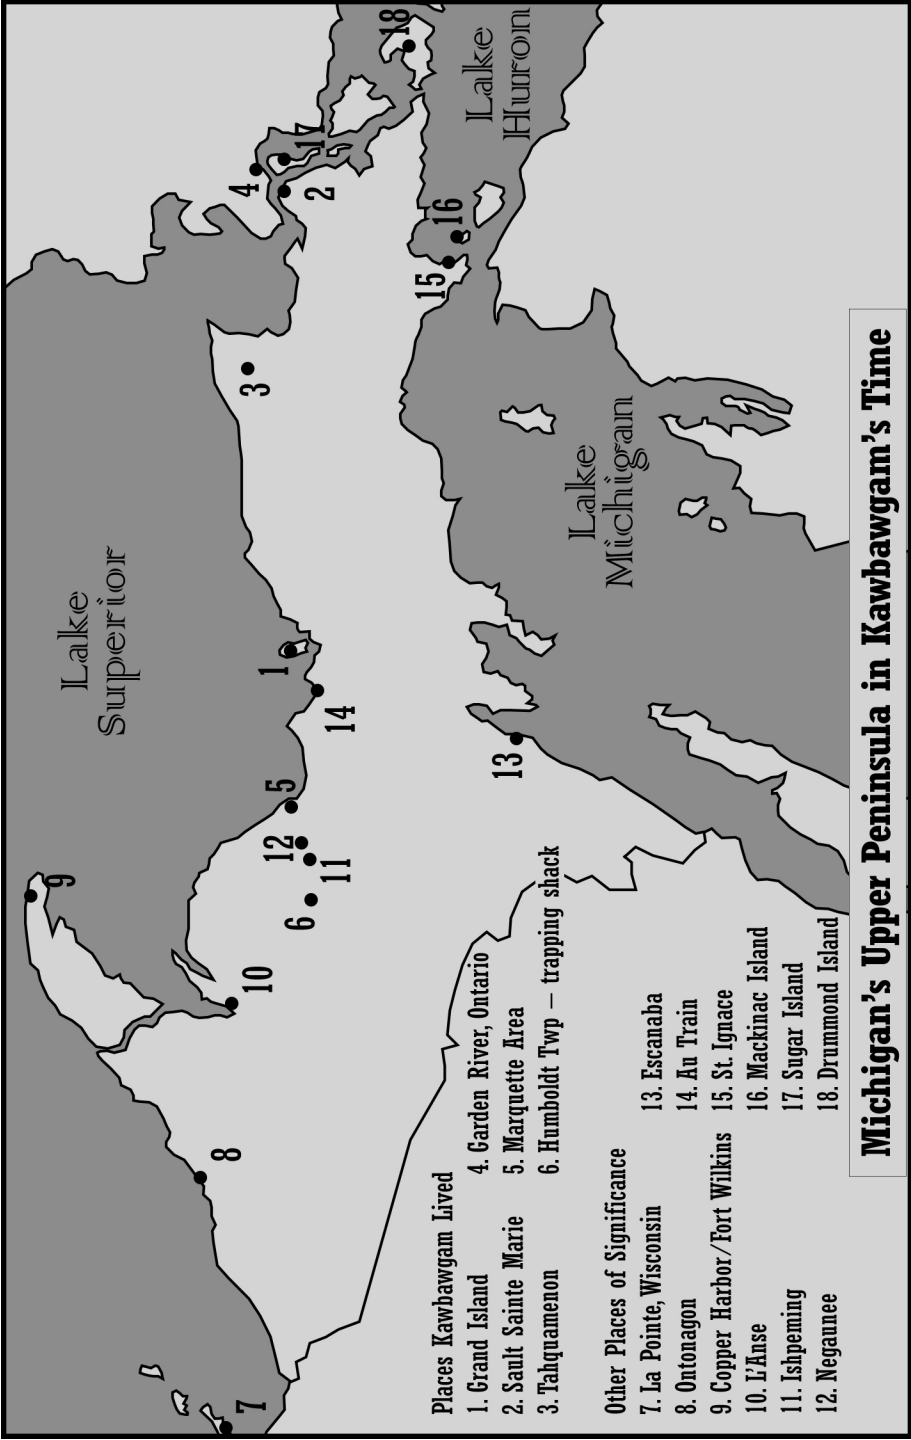 Lake
Superior
Lake
Huron
Lake
Michigan
1
2
3
4
5
6
7
8
9
10
11
12
13
14
15
16
17
18
Places Kawbawgam Lived
1. Grand Island
2. Sault Sainte Marie
3. Tahquamenon
4. Garden River, Ontario
5. Marquette Area
6. Humboldt Twp – trapping shack
Other Places of Significance
7. La Pointe, Wisconsin
8. Ontonagon
9. Copper Harbor/Fort Wilkins
10. L'Anse
11. Ishpeming
12. Negaunee
13. Escanaba
14. Au Train
15. St. Ignace
16. Mackinac Island
17. Sugar Island
18. Drummond Island
Michigan's Upper Peninsula in Kawbawgam's Time